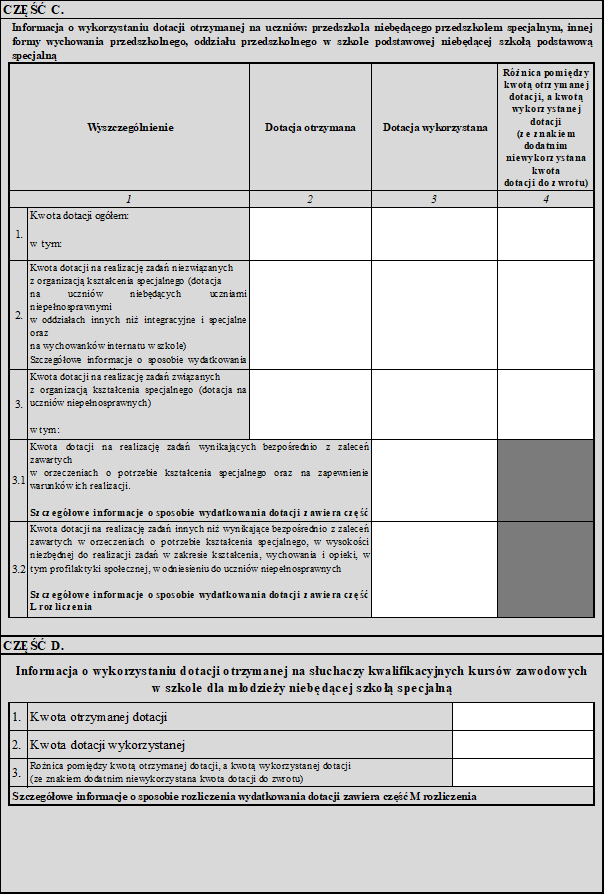 CZĘŚĆ C.
Informacja o wykorzystaniu dotacji otrzymanej na uczniów: przedszkola niebędącego przedszkolem specjalnym, innej
formy wychowania przedszkolnego, oddziału przedszkolnego w szkole podstawowej niebędącej szkołą podstawową
specjalną
Wyszczególnienie
Dotacja otrzymana
Dotacja wykorzystana
Różnica pomiędzy
kwotą otrzymanej
dotacji, a kwotą
wykorzystanej
dotacji
(ze znakiem
dodatnim
niewykorzystana
kwota
dotacji do zwrotu)
1 2 3 4
1.
Kwota dotacji ogółem:
w tym:
2.
Kwota dotacji na realizację zadań niezwiązanych
z organizacją kształcenia specjalnego (dotacja
na uczniów niebędących uczniami
niepełnosprawnymi
w oddziałach innych niż integracyjne i specjalne
oraz
na wychowanków internatu w szkole)
Szczegółowe informacje o sposobie wydatkowania
3.
Kwota dotacji na realizację zadań związanych
z organizacją kształcenia specjalnego (dotacja na
uczniów niepełnosprawnych)
w tym:
3.1
Kwota dotacji na realizację zadań wynikających bezpośrednio z zaleceń
zawartych
w orzeczeniach o potrzebie kształcenia specjalnego oraz na zapewnienie
warunków ich realizacji.
Szczegółowe informacje o sposobie wydatkowania dotacji zawiera część
3.2
Kwota dotacji na realizację zadań innych niż wynikające bezpośrednio z zaleceń
zawartych w orzeczeniach o potrzebie kształcenia specjalnego, w wysokości
niezbędnej do realizacji zadań w zakresie kształcenia, wychowania i opieki, w
tym profilaktyki społecznej, w odniesieniu do uczniów niepełnosprawnych
Szczegółowe informacje o sposobie wydatkowania dotacji zawiera część
L rozliczenia
CZĘŚĆ D.
Informacja o wykorzystaniu dotacji otrzymanej na słuchaczy kwalifikacyjnych kursów zawodowych
w szkole dla młodzieży niebędącej szkołą specjalną
1. Kwota otrzymanej dotacji
2. Kwota dotacji wykorzystanej
3.
Rożnica pomiędzy kwotą otrzymanej dotacji, a kwotą wykorzystanej dotacji
(ze znakiem dodatnim niewykorzystana kwota dotacji do zwrotu)
Szczegółowe informacje o sposobie rozliczenia wydatkowania dotacji zawiera część M rozliczenia